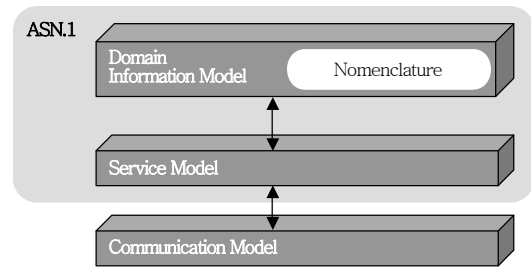 ASN.1
Domain
Information Model
Nomenclature
Service Model
Communication Model